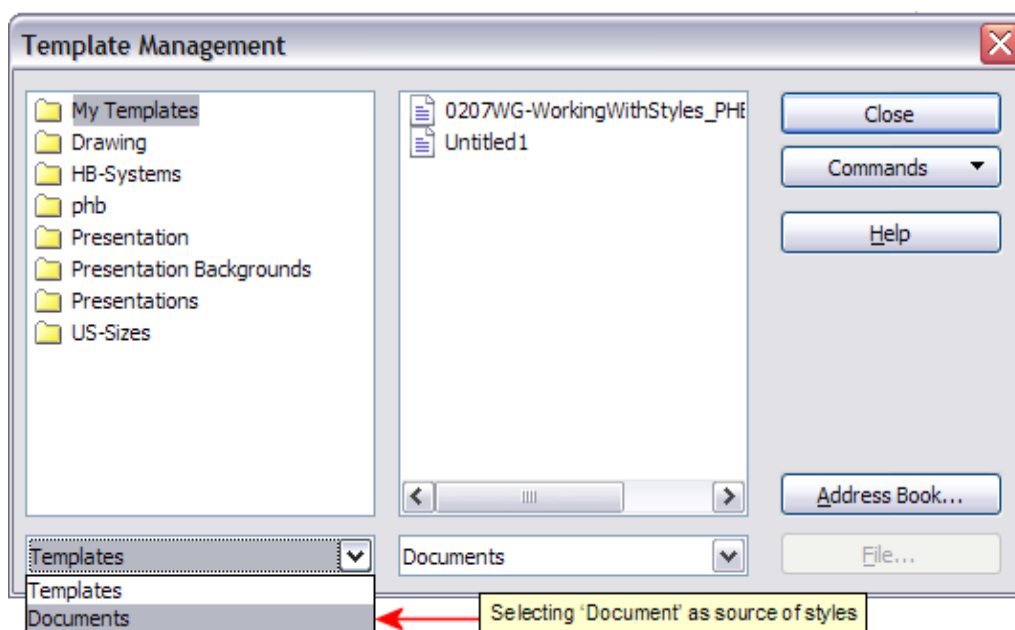 Template Management
My Templates
Drawing
HB-Systems
phb
Presentation
Presentation Backgrounds
Presentations
US-Sizes
0207WG-WorkingWithStyles_PHB
Untitled1
Close
Commands
Help
Address Book...
File...
Templates
Documents
Templates
Documents
Selecting ‘Document’ as source of styles